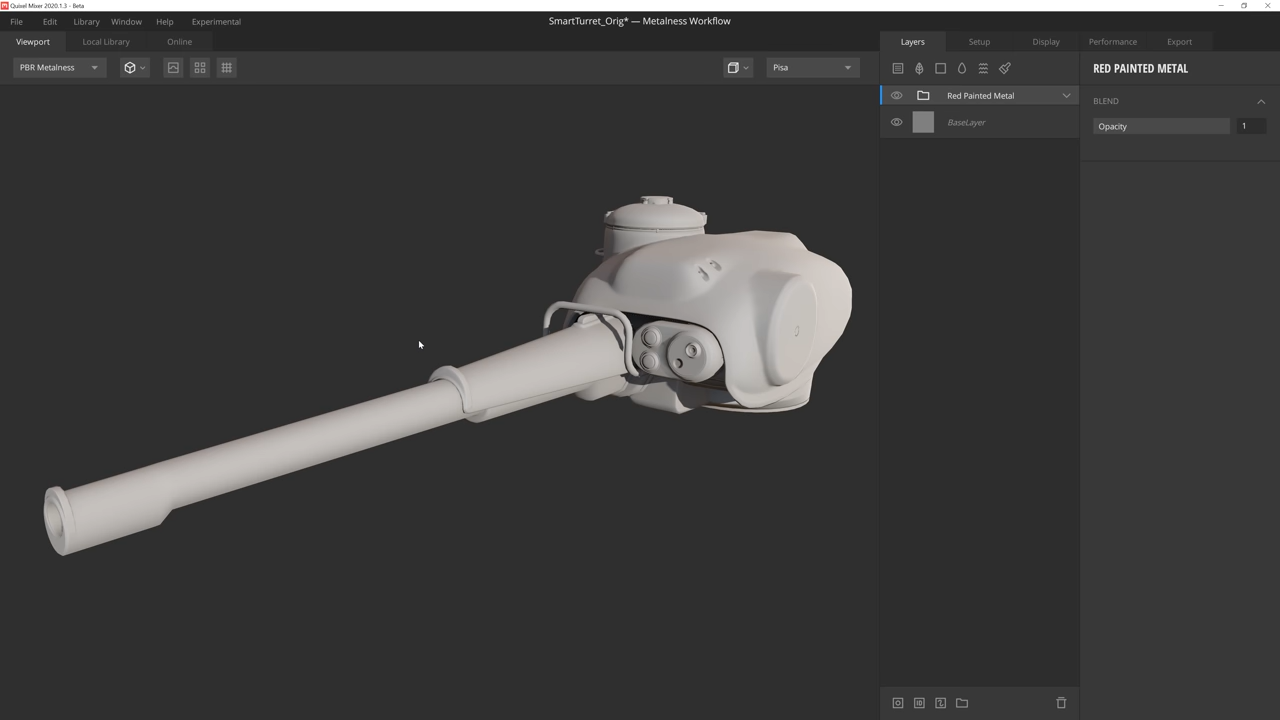 Quixel Mixer 2020.1.3 - Beta
File Edit Library Window Help Experimental
SmartTurret_Orig* — Metalness Workflow
Viewport Local Library Online
Layers Setup Display Performance Export
PBR Metalness
Pisa
RED PAINTED METAL
Red Painted Metal
BLEND
BaseLayer
Opacity 1